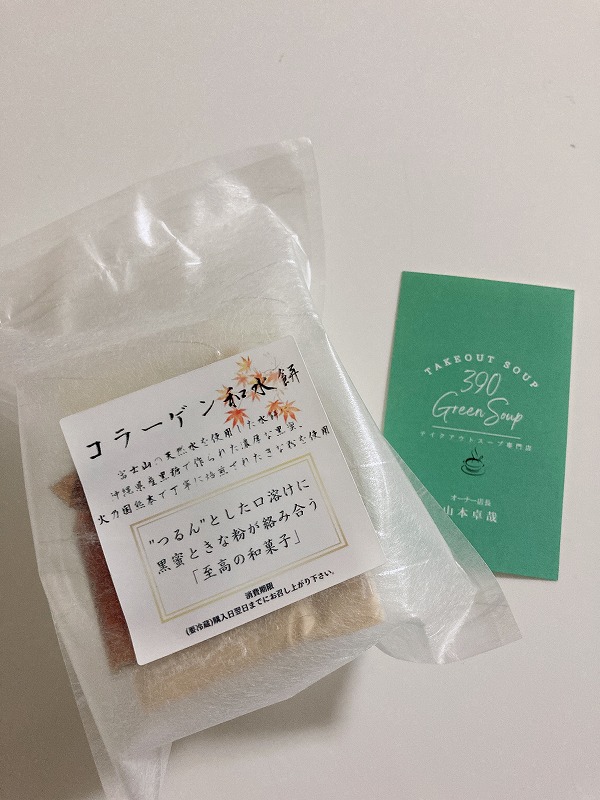 コラーゲン和水餅
富士山の天然水を使用した水餅
沖縄県産黒糖で作られた濃厚な黒蜜、
火乃国熊本で丁寧に焙煎されたきな粉を使用
"つるん"とした口溶けに
黒蜜ときな粉が絡み合う
「至高の和菓子」
消費期限
(要冷蔵)購入日翌日までにお召し上がり下さい。
TAKEOUT SOUP
390
Green Soup
テイクアウトスープ専門店
オーナー店長
山本卓哉